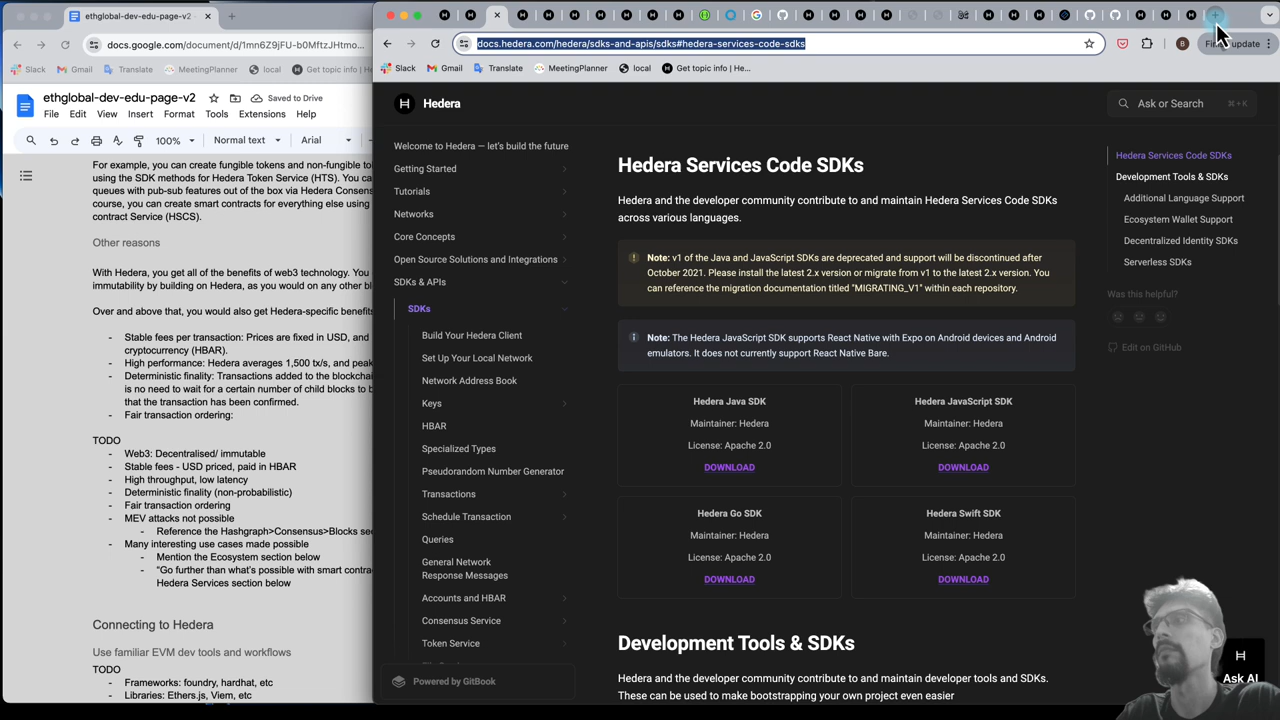 ethglobal-dev-edu-page-v2
docs.google.com/document/d/1mn6Z9jFU-b0MftzJHtmo...
Slack
Gmail
Translate
MeetingPlanner
local
Get topic info | H
ethglobal-dev-edu-page-v2
Saved to Drive
File Edit View Insert Format Tools Extensions Help
100%
Normal text
Arial
For example, you can create fungible tokens and non-fungible to
using the SDK methods for Hedera Token Service (HTS). You ca
queues with pub-sub features out of the box via Hedera Consens
course, you can create smart contracts for everything else using
contract Service (HSCS).
Other reasons
With Hedera, you get all of the benefits of web3 technology. You
immutability by building on Hedera, as you would on any other bl
Over and above that, you would also get Hedera-specific benefits
- Stable fees per transaction: Prices are fixed in USD, and
cryptocurrency (HBAR).
- High performance: Hedera averages 1,500 tx/s, and peak
- Deterministic finality: Transactions added to the blockchai
is no need to wait for a certain number of child blocks to b
that the transaction has been confirmed.
- Fair transaction ordering:
TODO
- Web3: Decentralised/ immutable
- Stable fees - USD priced, paid in HBAR
- High throughput, low latency
- Deterministic finality (non-probabilistic)
- Fair transaction ordering
- MEV attacks not possible
- Reference the Hashgraph>Consensus>Blocks sec
- Many interesting use cases made possible
- Mention the Ecosystem section below
- "Go further than what's possible with smart contra
Hedera Services section below
Connecting to Hedera
Use familiar EVM dev tools and workflows
TODO
- Frameworks: foundry, hardhat, etc
- Libraries: Ethers.js, Viem, etc
docs.hedera.com/hedera/sdks-and-apis/sdks#hedera-services-code-sdks
B
update
Slack
Gmail
Translate
MeetingPlanner
local
Get topic info | He...
H Hedera
Ask or Search ⌘+K
Welcome to Hedera – let's build the future
Getting Started
Tutorials
Networks
Core Concepts
Open Source Solutions and Integrations
SDKs & APIs
SDKs
Build Your Hedera Client
Set Up Your Local Network
Network Address Book
Keys
HBAR
Specialized Types
Pseudorandom Number Generator
Transactions
Schedule Transaction
Queries
General Network
Response Messages
Accounts and HBAR
Consensus Service
Token Service
Powered by GitBook
Hedera Services Code SDKs
Hedera and the developer community contribute to and maintain Hedera Services Code SDKs
across various languages.
Note: v1 of the Java and JavaScript SDKs are deprecated and support will be discontinued after
October 2021. Please install the latest 2.x version or migrate from v1 to the latest 2.x version. You
can reference the migration documentation titled "MIGRATING_V1" within each repository.
Note: The Hedera JavaScript SDK supports React Native with Expo on Android devices and Android
emulators. It does not currently support React Native Bare.
Hedera Java SDK
Maintainer: Hedera
License: Apache 2.0
DOWNLOAD
Hedera JavaScript SDK
Maintainer: Hedera
License: Apache 2.0
DOWNLOAD
Hedera Go SDK
Maintainer: Hedera
License: Apache 2.0
DOWNLOAD
Hedera Swift SDK
Maintainer: Hedera
License: Apache 2.0
DOWNLOAD
Development Tools & SDKs
Hedera and the developer community contribute to and maintain developer tools and SDKs.
These can be used to make bootstrapping your own project even easier
Hedera Services Code SDKs
Development Tools & SDKs
Additional Language Support
Ecosystem Wallet Support
Decentralized Identity SDKs
Serverless SDKs
Was this helpful?
Edit on GitHub
H
Ask AI